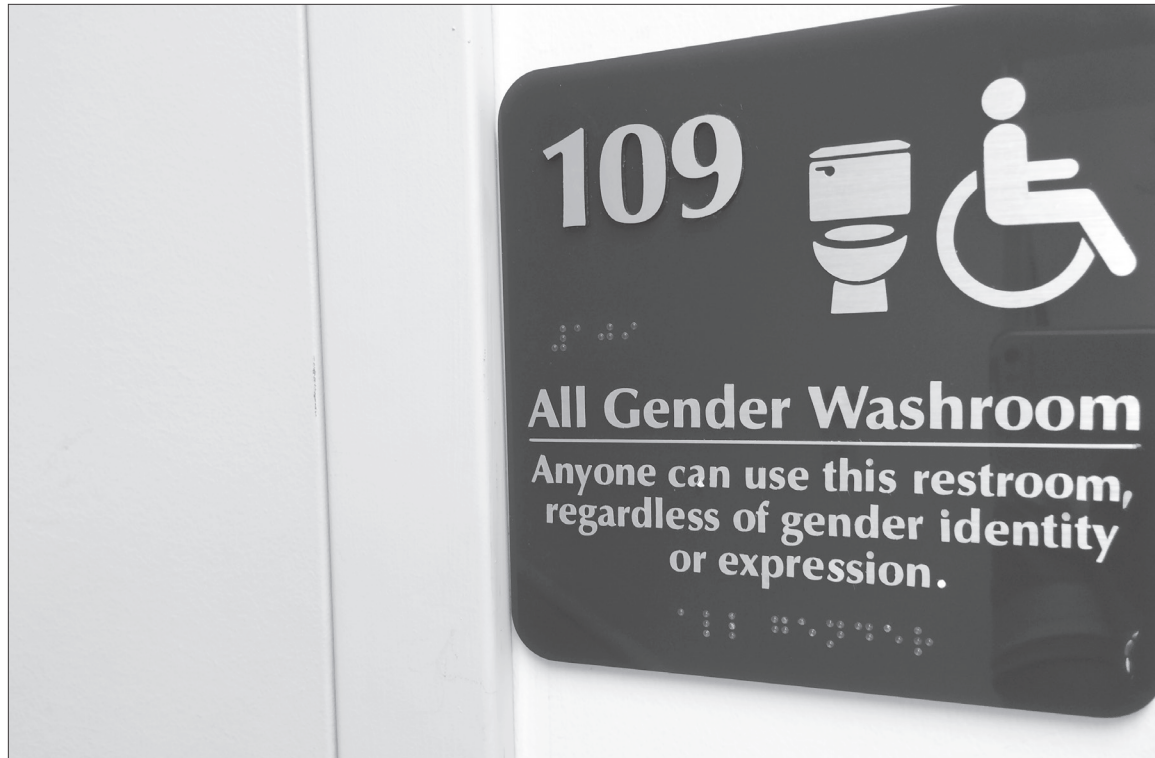 109
All Gender Washroom
Anyone can use this restroom,
regardless of gender identity
or expression.